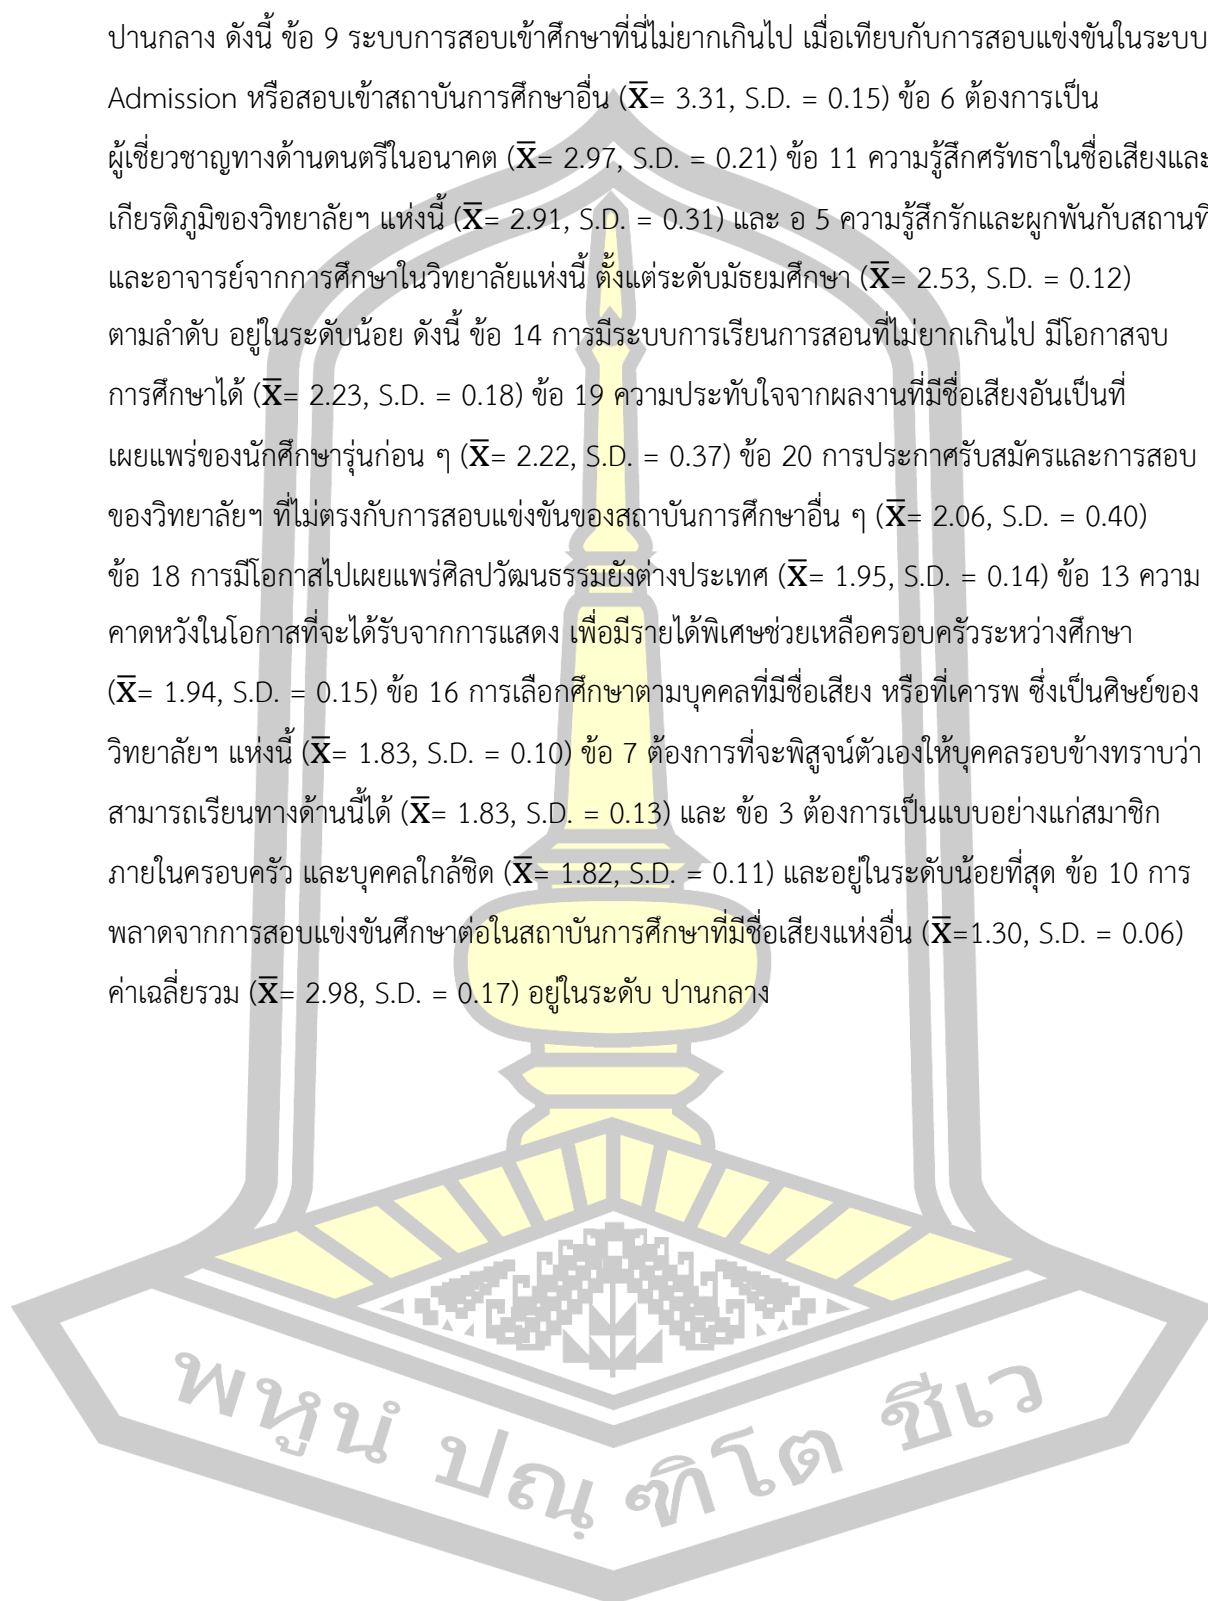 ปานกลาง ดังนี้ ข้อ 9 ระบบการสอบเข้าศึกษาที่นี่ไม่ยากเกินไป เมื่อเทียบกับการสอบแข่งขันในระบบ
Admission หรือสอบเข้าสถาบันการศึกษาอื่น (X̅= 3.31, S.D. = 0.15) ข้อ 6 ต้องการเป็น
ผู้เชี่ยวชาญทางด้านดนตรีในอนาคต (X̅= 2.97, S.D. = 0.21) ข้อ 11 ความรู้สึกศรัทธาในชื่อเสียงและ
เกียรติภูมิของวิทยาลัยฯ แห่งนี้ (X̅= 2.91, S.D. = 0.31) และ อ 5 ความรู้สึกรักและผูกพันกับสถานที่
และอาจารย์จากการศึกษาในวิทยาลัยแห่งนี้ ตั้งแต่ระดับมัธยมศึกษา (X̅= 2.53, S.D. = 0.12)
ตามลำดับ อยู่ในระดับน้อย ดังนี้ ข้อ 14 การมีระบบการเรียนการสอนที่ไม่ยากเกินไป มีโอกาสจบ
การศึกษาได้ (X̅= 2.23, S.D. = 0.18) ข้อ 19 ความประทับใจจากผลงานที่มีชื่อเสียงอันเป็นที่
เผยแพร่ของนักศึกษารุ่นก่อน ๆ (X̅= 2.22, S.D. = 0.37) ข้อ 20 การประกาศรับสมัครและการสอบ
ของวิทยาลัยฯ ที่ไม่ตรงกับการสอบแข่งขันของสถาบันการศึกษาอื่น ๆ (X̅= 2.06, S.D. = 0.40)
ข้อ 18 การมีโอกาสไปเผยแพร่ศิลปวัฒนธรรมยังต่างประเทศ (X̅= 1.95, S.D. = 0.14) ข้อ 13 ความ
คาดหวังในโอกาสที่จะได้รับจากการแสดง เพื่อมีรายได้พิเศษช่วยเหลือครอบครัวระหว่างศึกษา
(X̅= 1.94, S.D. = 0.15) ข้อ 16 การเลือกศึกษาตามบุคคลที่มีชื่อเสียง หรือที่เคารพ ซึ่งเป็นศิษย์ของ
วิทยาลัยฯ แห่งนี้ (X̅= 1.83, S.D. = 0.10) ข้อ 7 ต้องการที่จะพิสูจน์ตัวเองให้บุคคลรอบข้างทราบว่า
สามารถเรียนทางด้านนี้ได้ (X̅= 1.83, S.D. = 0.13) และ ข้อ 3 ต้องการเป็นแบบอย่างแก่สมาชิก
ภายในครอบครัว และบุคคลใกล้ชิด (X̅= 1.82, S.D. = 0.11) และอยู่ในระดับน้อยที่สุด ข้อ 10 การ
พลาดจากการสอบแข่งขันศึกษาต่อในสถาบันการศึกษาที่มีชื่อเสียงแห่งอื่น (X̅=1.30, S.D. = 0.06)
ค่าเฉลี่ยรวม (X̅= 2.98, S.D. = 0.17) อยู่ในระดับ ปานกลาง
พหูนํ ปณฺฑิโต ชีเว